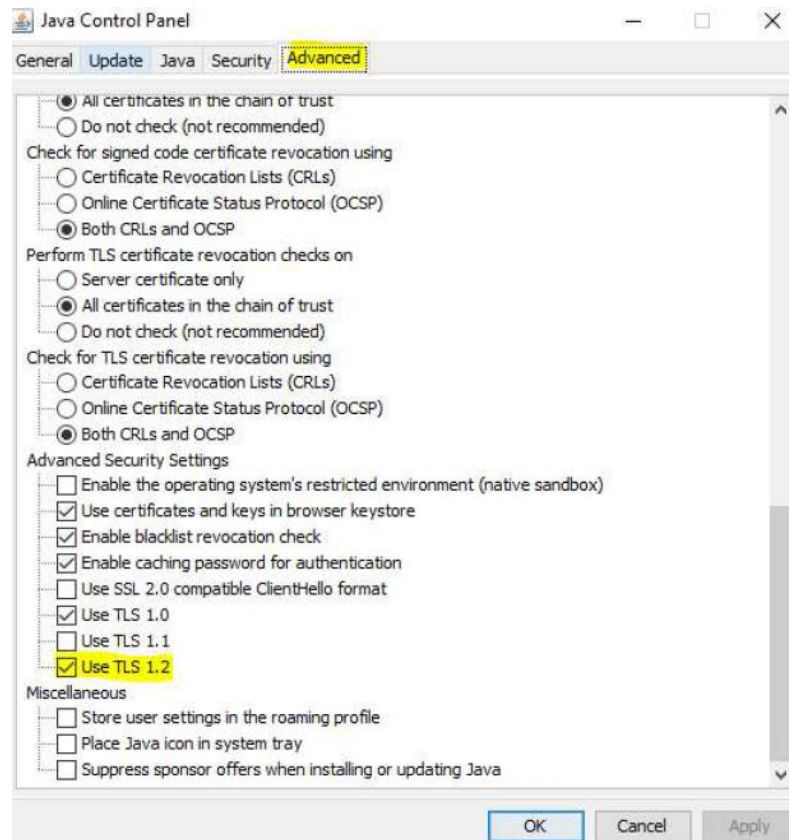 Java Control Panel
General Update Java Security Advanced
All certificates in the chain of trust
Do not check (not recommended)
Check for signed code certificate revocation using
Certificate Revocation Lists (CRLs)
Online Certificate Status Protocol (OCSP)
Both CRLs and OCSP
Perform TLS certificate revocation checks on
Server certificate only
All certificates in the chain of trust
Do not check (not recommended)
Check for TLS certificate revocation using
Certificate Revocation Lists (CRLs)
Online Certificate Status Protocol (OCSP)
Both CRLs and OCSP
Advanced Security Settings
Enable the operating system's restricted environment (native sandbox)
Use certificates and keys in browser keystore
Enable blacklist revocation check
Enable caching password for authentication
Use SSL 2.0 compatible ClientHello format
Use TLS 1.0
Use TLS 1.1
Use TLS 1.2
Miscellaneous
Store user settings in the roaming profile
Place Java icon in system tray
Suppress sponsor offers when installing or updating Java
OK Cancel Apply